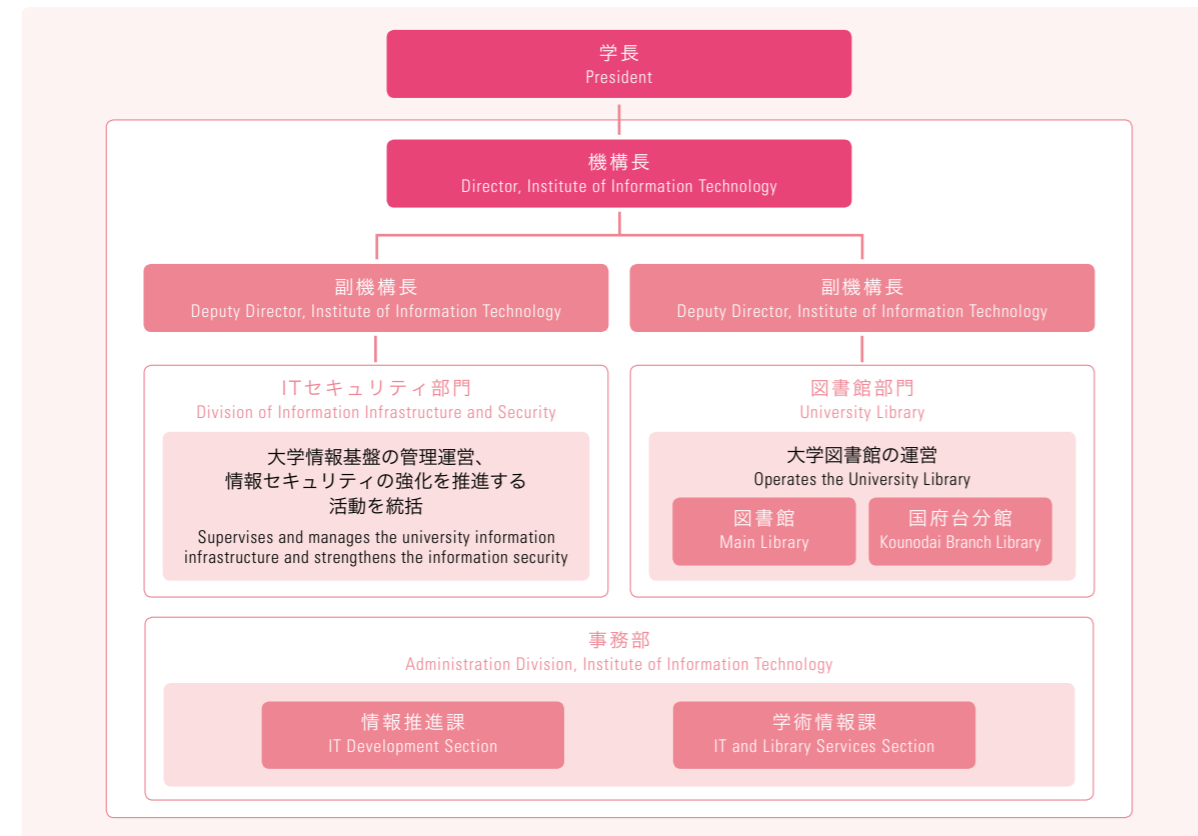 学長
President
機構長
Director, Institute of Information Technology
副機構長
Deputy Director, Institute of Information Technology
副機構長
Deputy Director, Institute of Information Technology
ITセキュリティ部門
Division of Information Infrastructure and Security
大学情報基盤の管理運営、
情報セキュリティの強化を推進する
活動を統括
Supervises and manages the university information
infrastructure and strengthens the information security
図書館部門
University Library
大学図書館の運営
Operates the University Library
図書館
Main Library
国府台分館
Kounodai Branch Library
事務部
Administration Division, Institute of Information Technology
情報推進課
IT Development Section
学術情報課
IT and Library Services Section